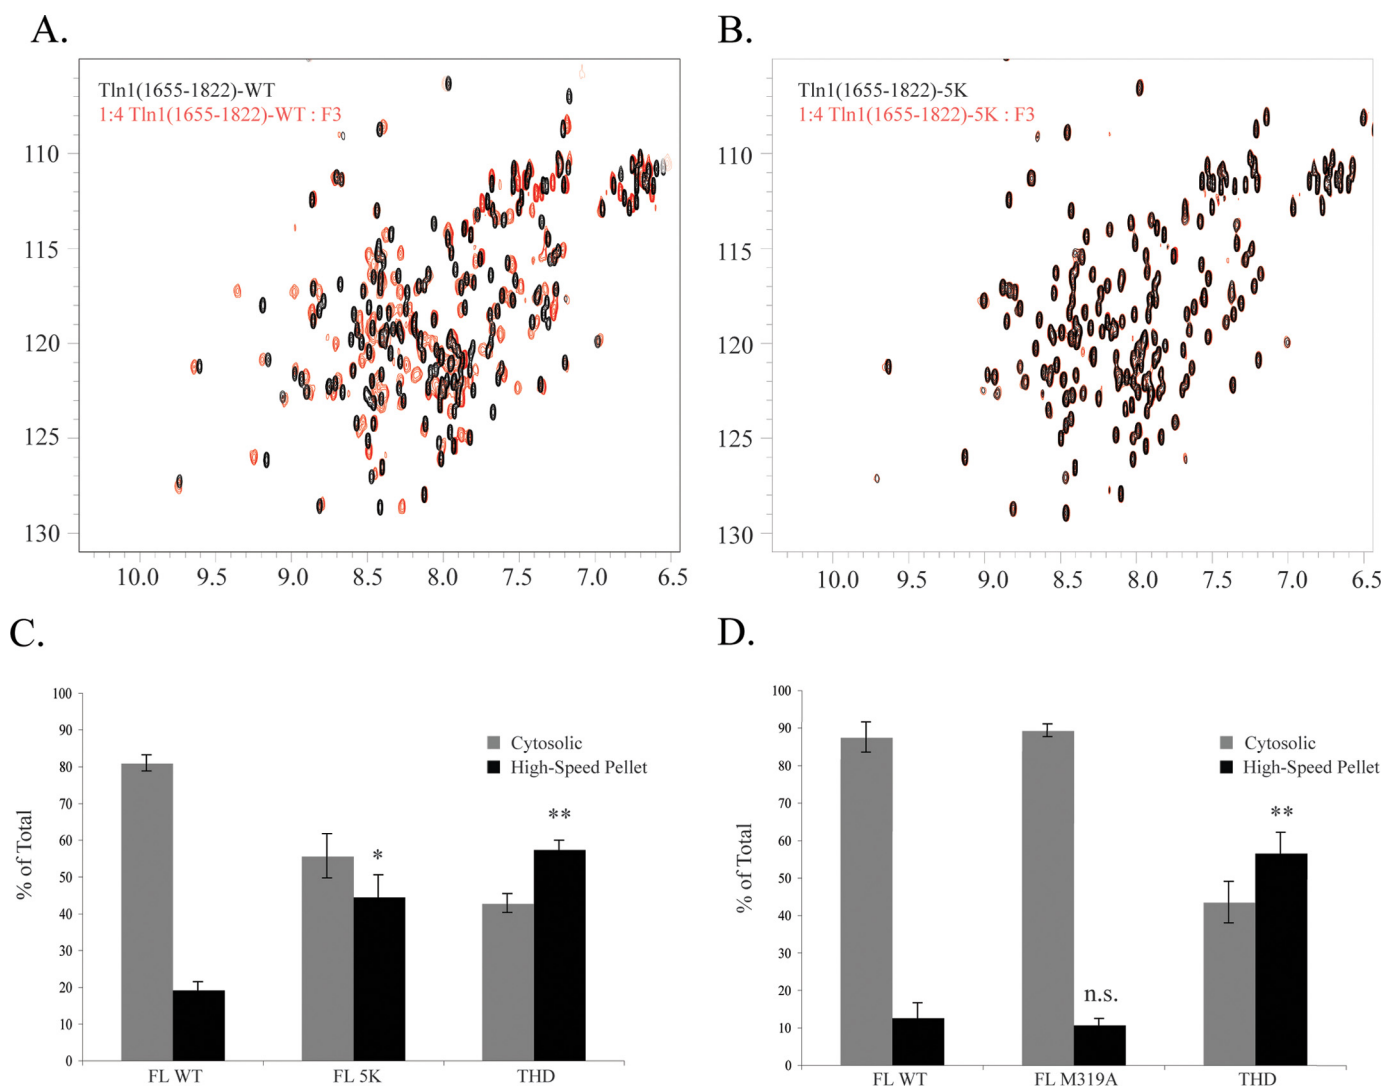 A.
Tln1(1655-1822)-WT
1:4 Tln1(1655-1822)-WT : F3
110
115
120
125
130
10.0 9.5 9.0 8.5 8.0 7.5 7.0 6.5
B.
Tln1(1655-1822)-5K
1:4 Tln1(1655-1822)-5K : F3
110
115
120
125
130
10.0 9.5 9.0 8.5 8.0 7.5 7.0 6.5
C.
% of Total
100
90
80
70
60
50
40
30
20
10
0
Cytosolic
High-Speed Pellet
*
**
FL WT FL 5K THD
D.
% of Total
100
90
80
70
60
50
40
30
20
10
0
Cytosolic
High-Speed Pellet
n.s.
**
FL WT FL M319A THD